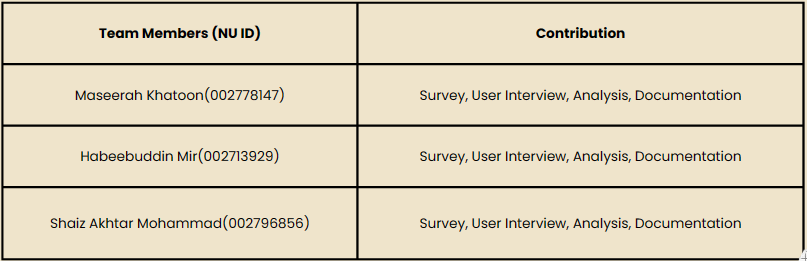 Team Members (NU ID) Contribution
Maseerah Khatoon(002778147) Survey, User Interview, Analysis, Documentation
Habeebuddin Mir(002713929) Survey, User Interview, Analysis, Documentation
Shaiz Akhtar Mohammad(002796856) Survey, User Interview, Analysis, Documentation